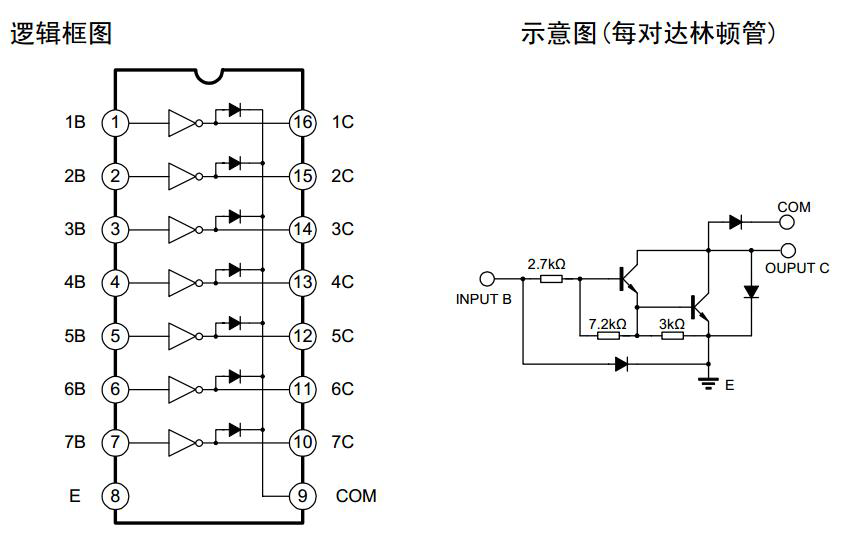 逻辑框图
示意图(每对达林顿管)
1B 1 16 1C
2B 2 15 2C
3B 3 14 3C
4B 4 13 4C
5B 5 12 5C
6B 6 11 6C
7B 7 10 7C
E 8 9 COM
COM
2.7kΩ
OUPUT C
INPUT B
7.2kΩ 3kΩ
E